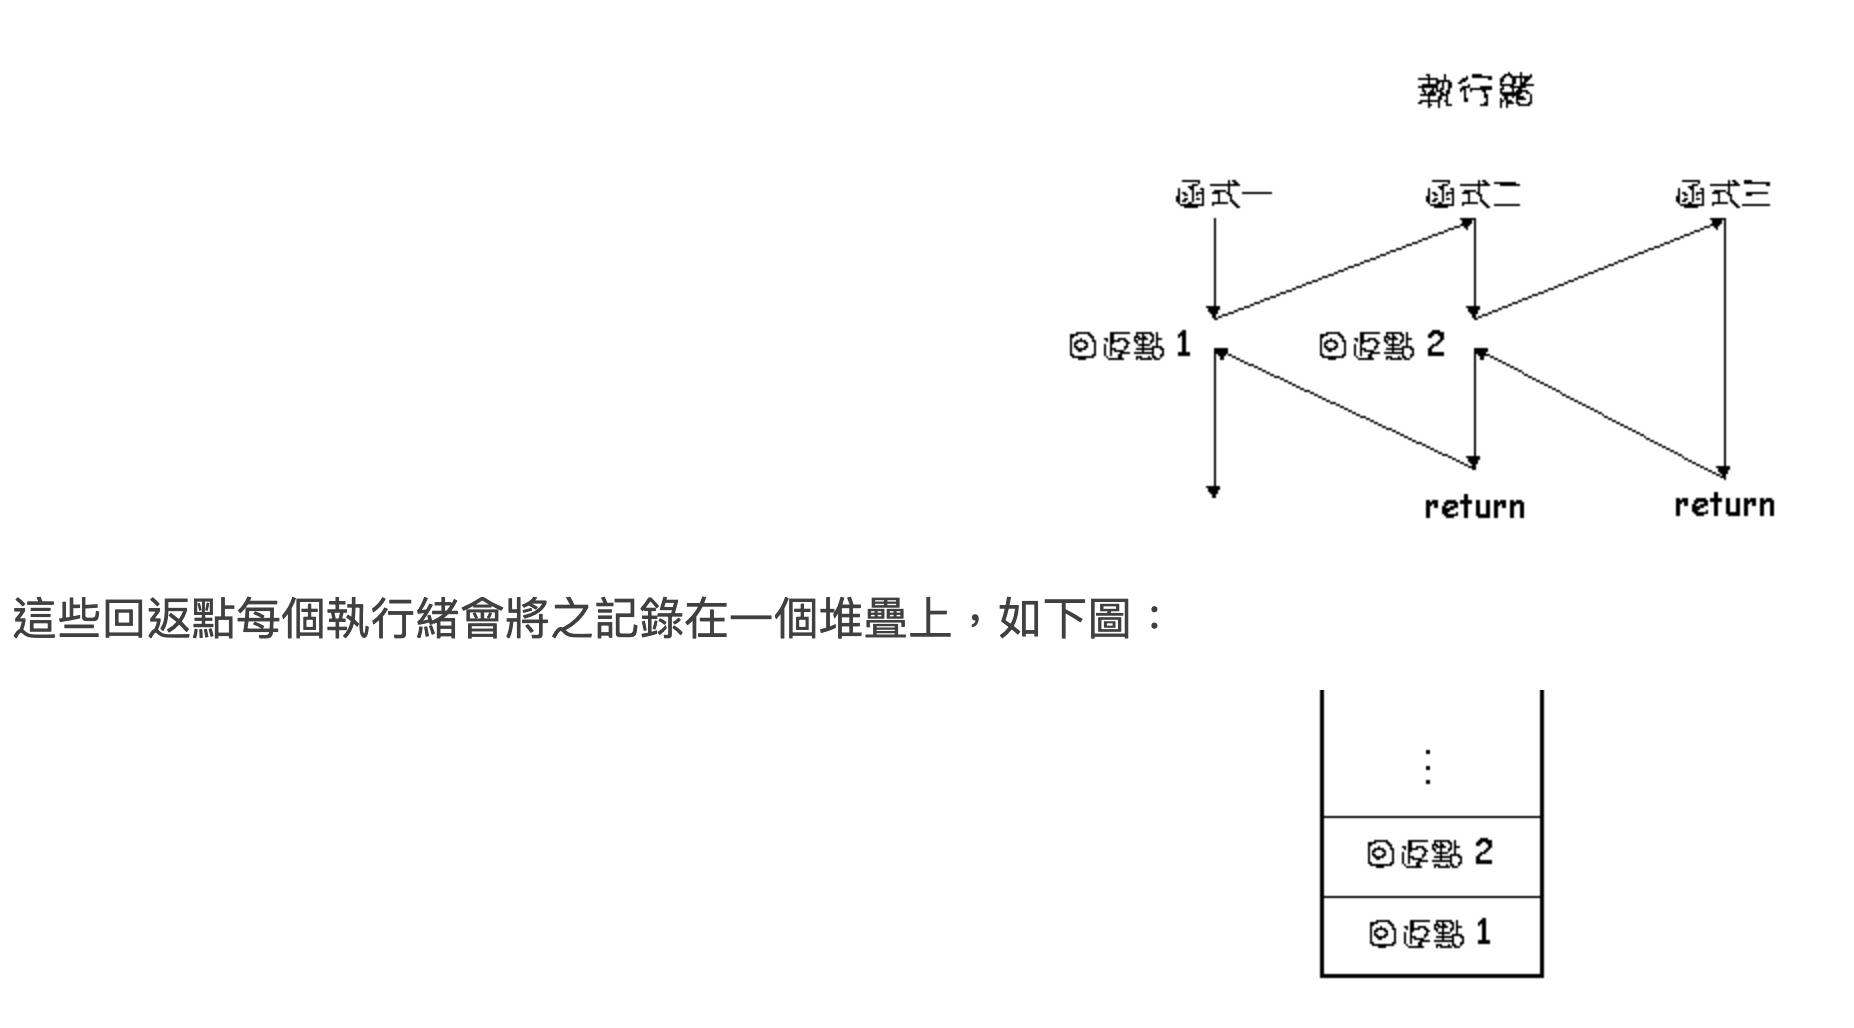 執行緒
函式一 函式二 函式三
回返點 1 回返點 2
return return
這些回返點每個執行緒會將之記錄在一個堆疊上，如下圖：
⋮
回返點 2
回返點 1